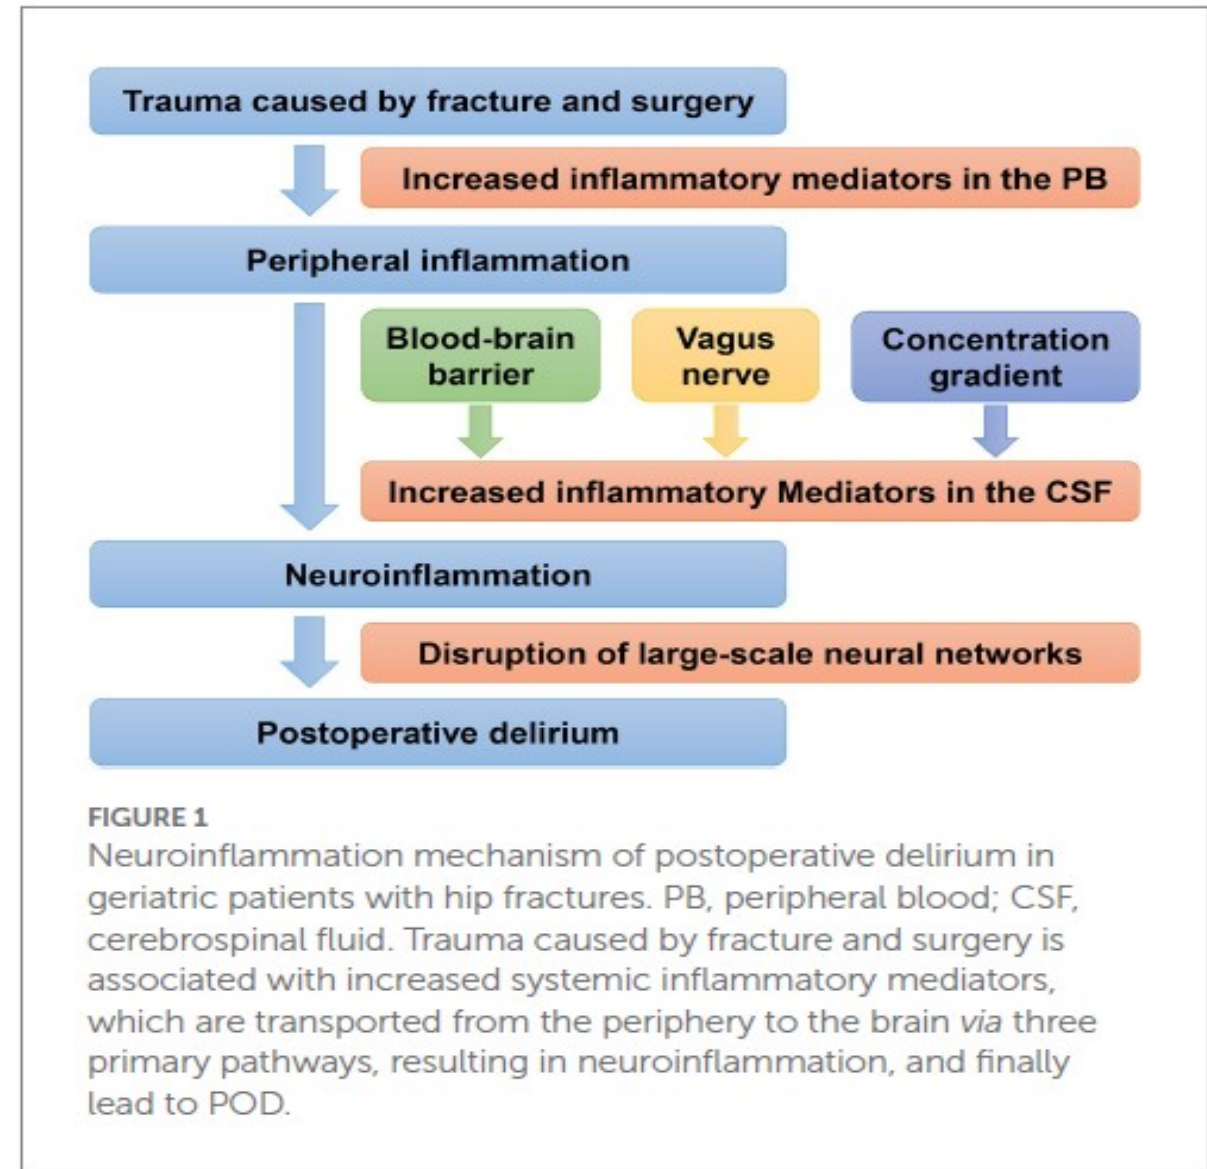 Trauma caused by fracture and surgery
Increased inflammatory mediators in the PB
Peripheral inflammation
Blood-brain
barrier
Vagus
nerve
Concentration
gradient
Increased inflammatory Mediators in the CSF
Neuroinflammation
Disruption of large-scale neural networks
Postoperative delirium
FIGURE 1
Neuroinflammation mechanism of postoperative delirium in
geriatric patients with hip fractures. PB, peripheral blood; CSF,
cerebrospinal fluid. Trauma caused by fracture and surgery is
associated with increased systemic inflammatory mediators,
which are transported from the periphery to the brain via three
primary pathways, resulting in neuroinflammation, and finally
lead to POD.